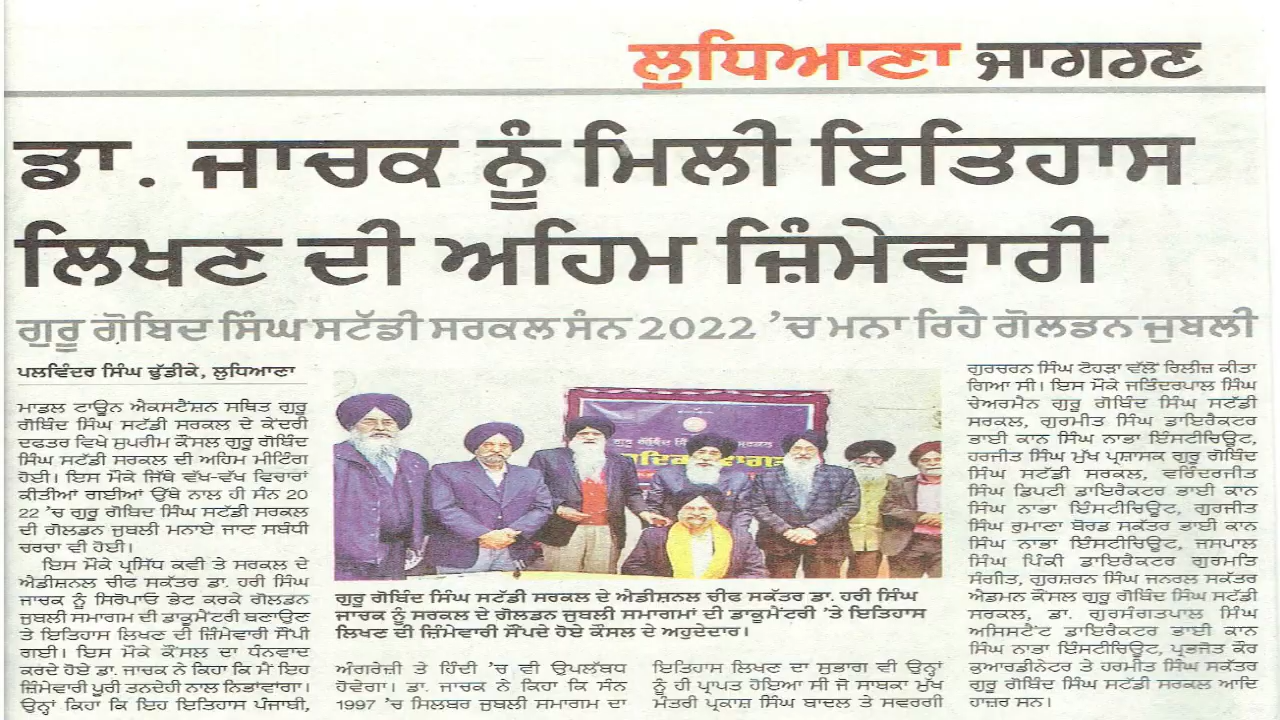 ਲੁਧਿਆਣਾ ਜਾਗਰਣ
ਡਾ. ਜਾਚਕ ਨੂੰ ਮਿਲੀ ਇਤਿਹਾਸ
ਲਿਖਣ ਦੀ ਅਹਿਮ ਜ਼ਿੰਮੇਵਾਰੀ
ਗੁਰੂ ਗੋਬਿਦ ਸਿੰਘ ਸਟੱਡੀ ਸਰਕਲ ਸੰਨ 2022 ’ਚ ਮਨਾ ਰਿਹੈ ਗੋਲਡਨ ਜੁਬਲੀ
ਪਲਵਿੰਦਰ ਸਿੰਘ ਢੁੱਡੀਕੇ, ਲੁਧਿਆਣਾ
ਮਾਡਲ ਟਾਊਨ ਐਕਸਟੈਂਸ਼ਨ ਸਥਿਤ ਗੁਰੂ
ਗੋਬਿੰਦ ਸਿੰਘ ਸਟੱਡੀ ਸਰਕਲ ਦੇ ਕੇਂਦਰੀ
ਦਫਤਰ ਵਿਖੇ ਸੁਪਰੀਮ ਕੌਂਸਲ ਗੁਰੂ ਗੋਬਿੰਦ
ਸਿੰਘ ਸਟੱਡੀ ਸਰਕਲ ਦੀ ਅਹਿਮ ਮੀਟਿੰਗ
ਹੋਈ। ਇਸ ਮੌਕੇ ਜਿੱਥੇ ਵੱਖ-ਵੱਖ ਵਿਚਾਰਾਂ
ਕੀਤੀਆਂ ਗਈਆਂ ਉੱਥੇ ਨਾਲ ਹੀ ਸੰਨ 20
22 ’ਚ ਗੁਰੂ ਗੋਬਿਦ ਸਿੰਘ ਸਟੱਡੀ ਸਰਕਲ
ਦੀ ਗੋਲਡਨ ਜੁਬਲੀ ਮਨਾਏ ਜਾਣ ਸਬੰਧੀ
ਚਰਚਾ ਵੀ ਹੋਈ।
ਇਸ ਮੌਕੇ ਪ੍ਰਸਿੱਧ ਕਵੀ ਤੇ ਸਰਕਲ ਦੇ
ਐਡੀਸ਼ਨਲ ਚੀਫ ਸਕੱਤਰ ਡਾ. ਹਰੀ ਸਿੰਘ
ਜਾਚਕ ਨੂੰ ਸਿਰੋਪਾਓ ਭੇਟ ਕਰਕੇ ਗੋਲਡਨ
ਜੁਬਲੀ ਸਮਾਗਮ ਦੀ ਡਾਕੂਮੈਂਟਰੀ ਬਣਾਉਣ
ਤੇ ਇਤਿਹਾਸ ਲਿਖਣ ਦੀ ਜ਼ਿੰਮੇਵਾਰੀ ਸੌਂਪੀ
ਗਈ। ਇਸ ਮੌਕੇ ਕੌਂਸਲ ਦਾ ਧੰਨਵਾਦ
ਕਰਦੇ ਹੋਏ ਡਾ. ਜਾਚਕ ਨੇ ਕਿਹਾ ਕਿ ਮੈਂ ਇਹ
ਜ਼ਿੰਮੇਵਾਰੀ ਪੂਰੀ ਤਨਦੇਹੀ ਨਾਲ ਨਿਭਾਂਵਾਂਗਾ।
ਉਨ੍ਹਾਂ ਕਿਹਾ ਕਿ ਇਹ ਇਤਿਹਾਸ ਪੰਜਾਬੀ,
ਗੁਰੂ ਗੋਬਿੰਦ ਸਿੰਘ ਸਟੱਡੀ ਸਰਕਲ ਦੇ ਐਡੀਸ਼ਨਲ ਚੀਫ ਸਕੱਤਰ ਡਾ. ਹਰੀ ਸਿੰਘ
ਜਾਚਕ ਨੂੰ ਸਰਕਲ ਦੇ ਗੋਲਡਨ ਜੁਬਲੀ ਸਮਾਗਮਾਂ ਦੀ ਡਾਕੂਮੈਂਟਰੀ ’ਤੇ ਇਤਿਹਾਸ
ਲਿਖਣ ਦੀ ਜ਼ਿੰਮੇਵਾਰੀ ਸੌਂਪਦੇ ਹੋਏ ਕੌਂਸਲ ਦੇ ਅਹੁਦੇਦਾਰ।
ਅੰਗਰੇਜ਼ੀ ਤੇ ਹਿੰਦੀ ’ਚ ਵੀ ਉਪਲੱਬਧ
ਹੋਵੇਗਾ। ਡਾ. ਜਾਚਕ ਨੇ ਕਿਹਾ ਕਿ ਸੰਨ
1997 ’ਚ ਸਿਲਬਰ ਜੁਬਲੀ ਸਮਾਗਮ ਦਾ
ਇਤਿਹਾਸ ਲਿਖਣ ਦਾ ਸੁਭਾਗ ਵੀ ਉਨ੍ਹਾਂ
ਨੂੰ ਹੀ ਪ੍ਰਾਪਤ ਹੋਇਆ ਸੀ ਜੋ ਸਾਬਕਾ ਮੁੱਖ
ਮੰਤਰੀ ਪ੍ਰਕਾਸ਼ ਸਿੰਘ ਬਾਦਲ ਤੇ ਸਵਰਗੀ
ਗੁਰਚਰਨ ਸਿੰਘ ਟੋਹੜਾ ਵੱਲੋਂ ਰਿਲੀਜ਼ ਕੀਤਾ
ਗਿਆ ਸੀ। ਇਸ ਮੌਕੇ ਜਤਿੰਦਰਪਾਲ ਸਿੰਘ
ਚੇਅਰਮੈਨ ਗੁਰੂ ਗੋਬਿੰਦ ਸਿੰਘ ਸਟੱਡੀ
ਸਰਕਲ, ਗੁਰਮੀਤ ਸਿੰਘ ਡਾਇਰੈਕਟਰ
ਭਾਈ ਕਾਨ ਸਿੰਘ ਨਾਭਾ ਇੰਸਟੀਚਿਊਟ,
ਹਰਜੀਤ ਸਿੰਘ ਮੁੱਖ ਪ੍ਰਸ਼ਾਸਕ ਗੁਰੂ ਗੋਬਿੰਦ
ਸਿੰਘ ਸਟੱਡੀ ਸਰਕਲ, ਵਰਿੰਦਰਜੀਤ
ਸਿੰਘ ਡਿਪਟੀ ਡਾਇਰੈਕਟਰ ਭਾਈ ਕਾਨ
ਸਿੰਘ ਨਾਭਾ ਇੰਸਟੀਚਿਊਟ, ਗੁਰਜੀਤ
ਸਿੰਘ ਰੁਮਾਣਾ ਬੋਰਡ ਸਕੱਤਰ ਭਾਈ ਕਾਨ
ਸਿੰਘ ਨਾਭਾ ਇੰਸਟੀਚਿਊਟ, ਜਸਪਾਲ
ਸਿੰਘ ਪਿੰਕੀ ਡਾਇਰੈਕਟਰ ਗੁਰਮਤਿ
ਸੰਗੀਤ, ਗੁਰਸ਼ਰਨ ਸਿੰਘ ਜਨਰਲ ਸਕੱਤਰ
ਐਡਮਨ ਕੌਂਸਲ ਗੁਰੂ ਗੋਬਿੰਦ ਸਿੰਘ ਸਟੱਡੀ
ਸਰਕਲ, ਡਾ. ਗੁਰਸੰਗਤਪਾਲ ਸਿੰਘ
ਅਸਿਸਟੈਂਟ ਡਾਇਰੈਕਟਰ ਭਾਈ ਕਾਨ
ਸਿੰਘ ਨਾਭਾ ਇੰਸਟੀਚਿਊਟ, ਪ੍ਰਭਜੋਤ ਕੌਰ
ਕੁਆਰਡੀਨੇਟਰ ਤੇ ਹਰਮੀਤ ਸਿੰਘ ਸਕੱਤਰ
ਗੁਰੂ ਗੋਬਿੰਦ ਸਿੰਘ ਸਟੱਡੀ ਸਰਕਲ ਆਦਿ
ਹਾਜ਼ਰ ਸਨ।